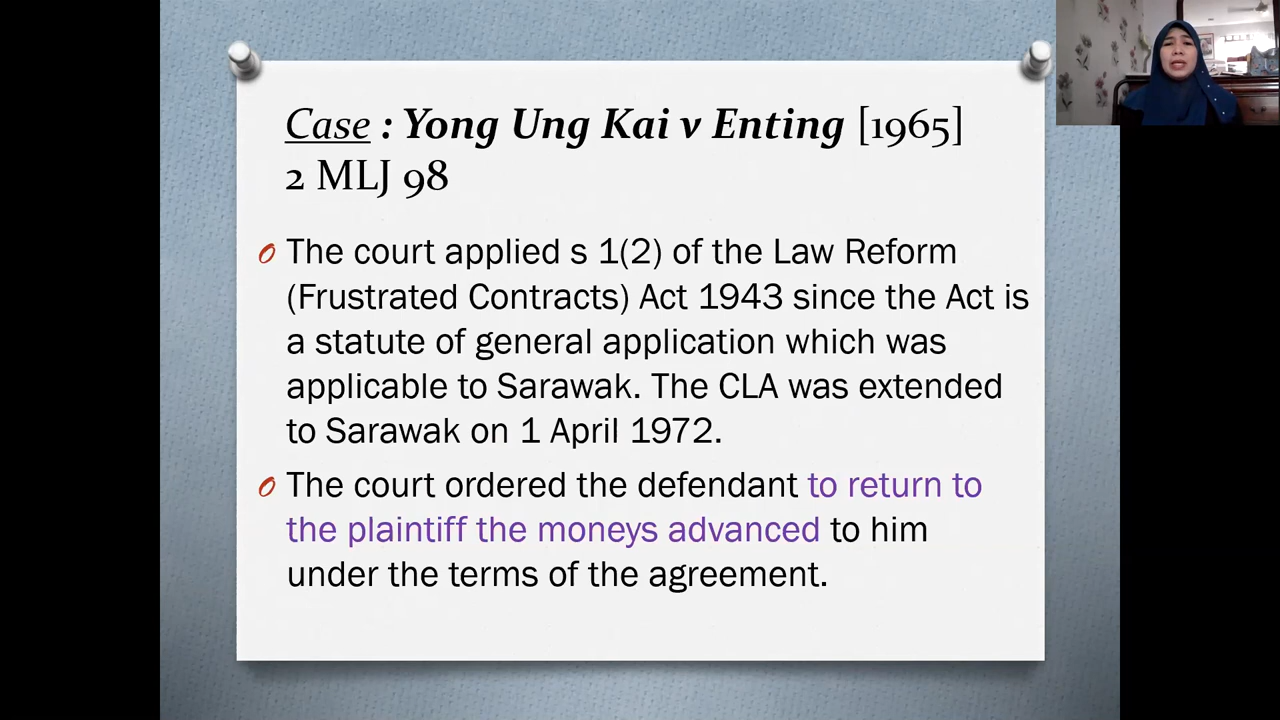 Case : Yong Ung Kai v Enting [1965]
2 MLJ 98
The court applied s 1(2) of the Law Reform
(Frustrated Contracts) Act 1943 since the Act is
a statute of general application which was
applicable to Sarawak. The CLA was extended
to Sarawak on 1 April 1972.
The court ordered the defendant to return to
the plaintiff the moneys advanced to him
under the terms of the agreement.